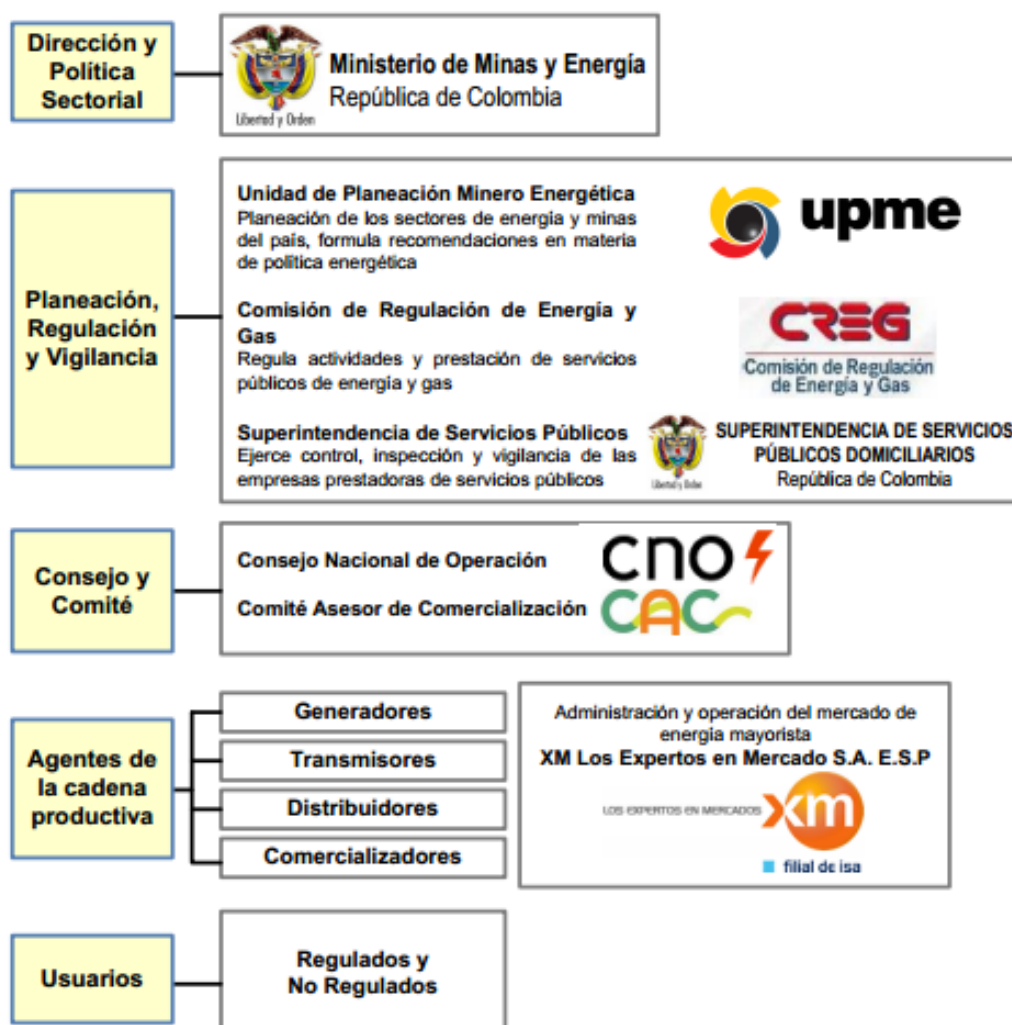 Dirección y
Política
Sectorial
Ministerio de Minas y Energía
República de Colombia
Libertad y Orden
Planeación,
Regulación
y Vigilancia
Unidad de Planeación Minero Energética
Planeación de los sectores de energía y minas
del país, formula recomendaciones en materia
de política energética
upme
Comisión de Regulación de Energía y
Gas
Regula actividades y prestación de servicios
públicos de energía y gas
CREG
Comisión de Regulación
de Energía y Gas
Superintendencia de Servicios Públicos
Ejerce control, inspección y vigilancia de las
empresas prestadoras de servicios públicos
Libertad y Orden
SUPERINTENDENCIA DE SERVICIOS
PÚBLICOS DOMICILIARIOS
República de Colombia
Consejo y
Comité
Consejo Nacional de Operación
cno
Comité Asesor de Comercialización
CAC
Agentes de
la cadena
productiva
Generadores
Transmisores
Distribuidores
Comercializadores
Administración y operación del mercado de
energía mayorista
XM Los Expertos en Mercado S.A. E.S.P
LOS EXPERTOS EN MERCADOS
xm
filial de isa
Usuarios
Regulados y
No Regulados